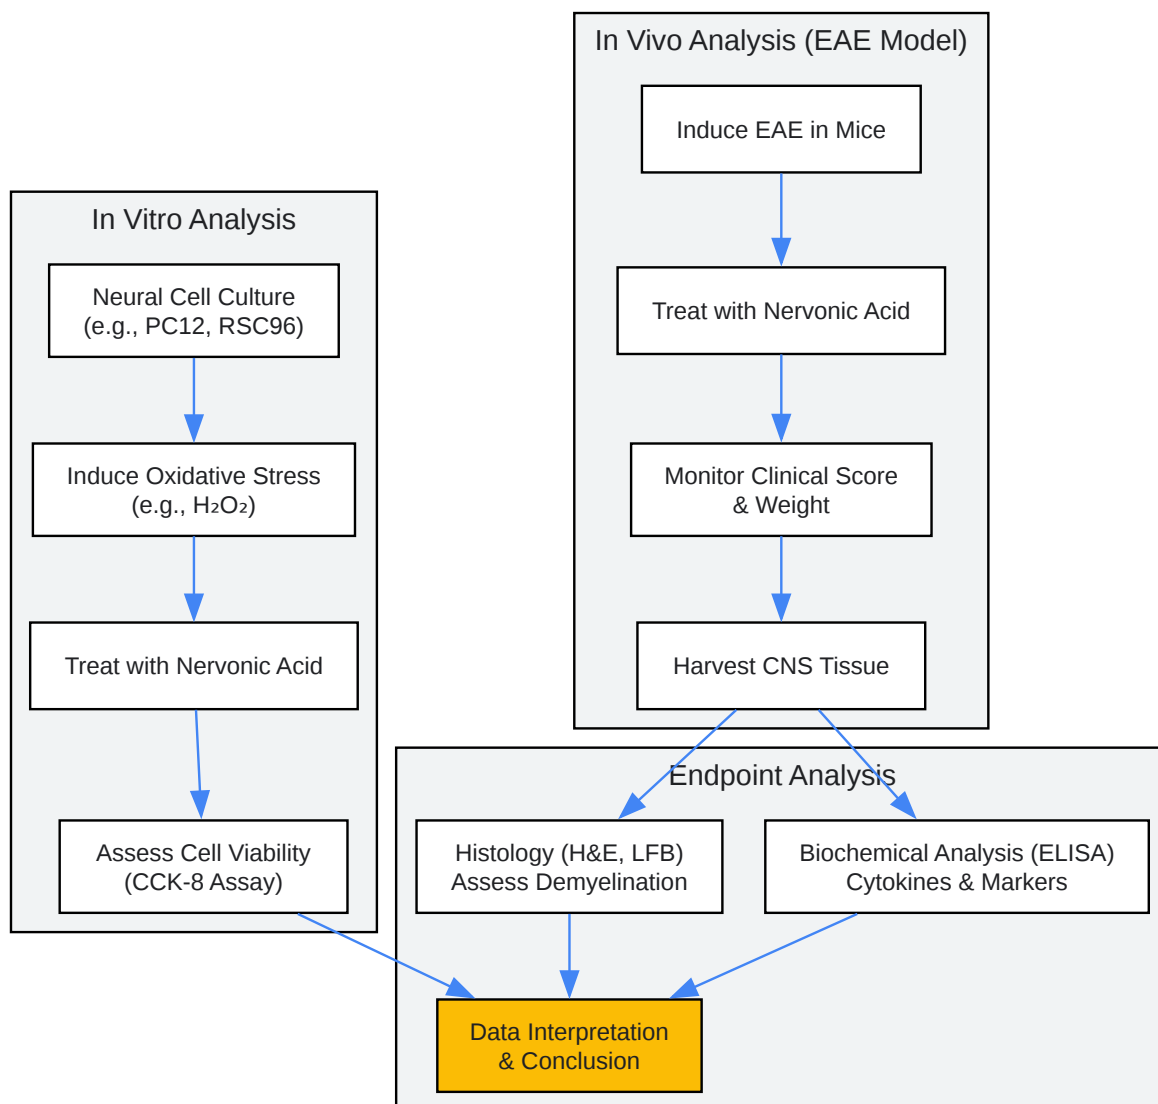 In Vivo Analysis (EAE Model)
Induce EAE in Mice
Treat with Nervonic Acid
Monitor Clinical Score
& Weight
Harvest CNS Tissue
In Vitro Analysis
Neural Cell Culture
(e.g., PC12, RSC96)
Induce Oxidative Stress
(e.g., H₂O₂)
Treat with Nervonic Acid
Assess Cell Viability
(CCK-8 Assay)
Endpoint Analysis
Histology (H&E, LFB)
Assess Demyelination
Biochemical Analysis (ELISA)
Cytokines & Markers
Data Interpretation
& Conclusion